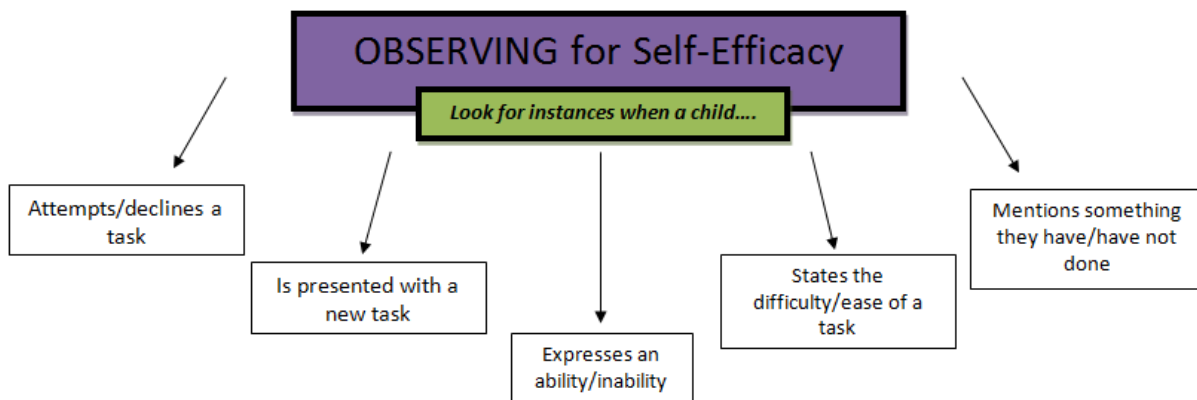 OBSERVING for Self-Efficacy
Look for instances when a child....
Attempts/declines a
task
Is presented with a
new task
Expresses an
ability/inability
States the
difficulty/ease of a
task
Mentions something
they have/have not
done